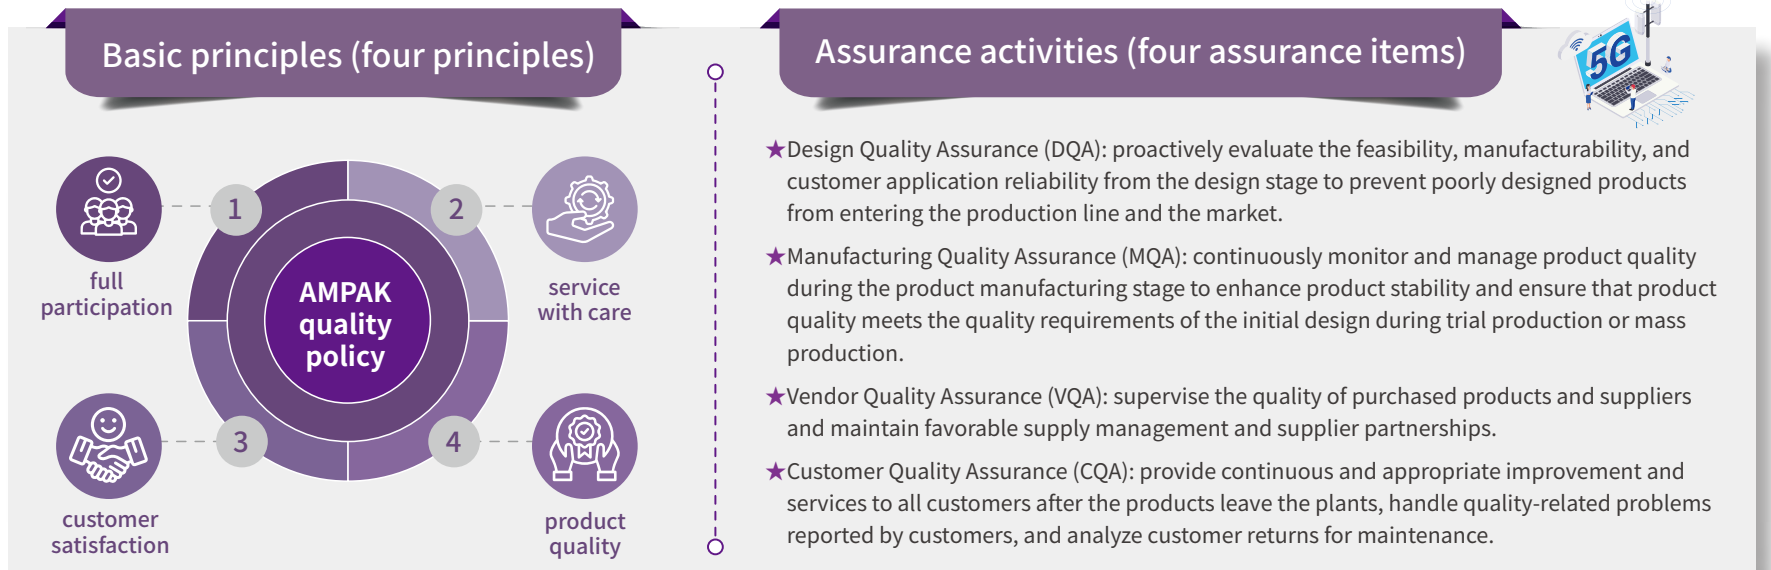 Basic principles (four principles)
1
full
participation
2
service
with care
AMPAK
quality
policy
3
customer
satisfaction
4
product
quality
Assurance activities (four assurance items)
5G
★Design Quality Assurance (DQA): proactively evaluate the feasibility, manufacturability, and
customer application reliability from the design stage to prevent poorly designed products
from entering the production line and the market.
★Manufacturing Quality Assurance (MQA): continuously monitor and manage product quality
during the product manufacturing stage to enhance product stability and ensure that product
quality meets the quality requirements of the initial design during trial production or mass
production.
★Vendor Quality Assurance (VQA): supervise the quality of purchased products and suppliers
and maintain favorable supply management and supplier partnerships.
★Customer Quality Assurance (CQA): provide continuous and appropriate improvement and
services to all customers after the products leave the plants, handle quality-related problems
reported by customers, and analyze customer returns for maintenance.